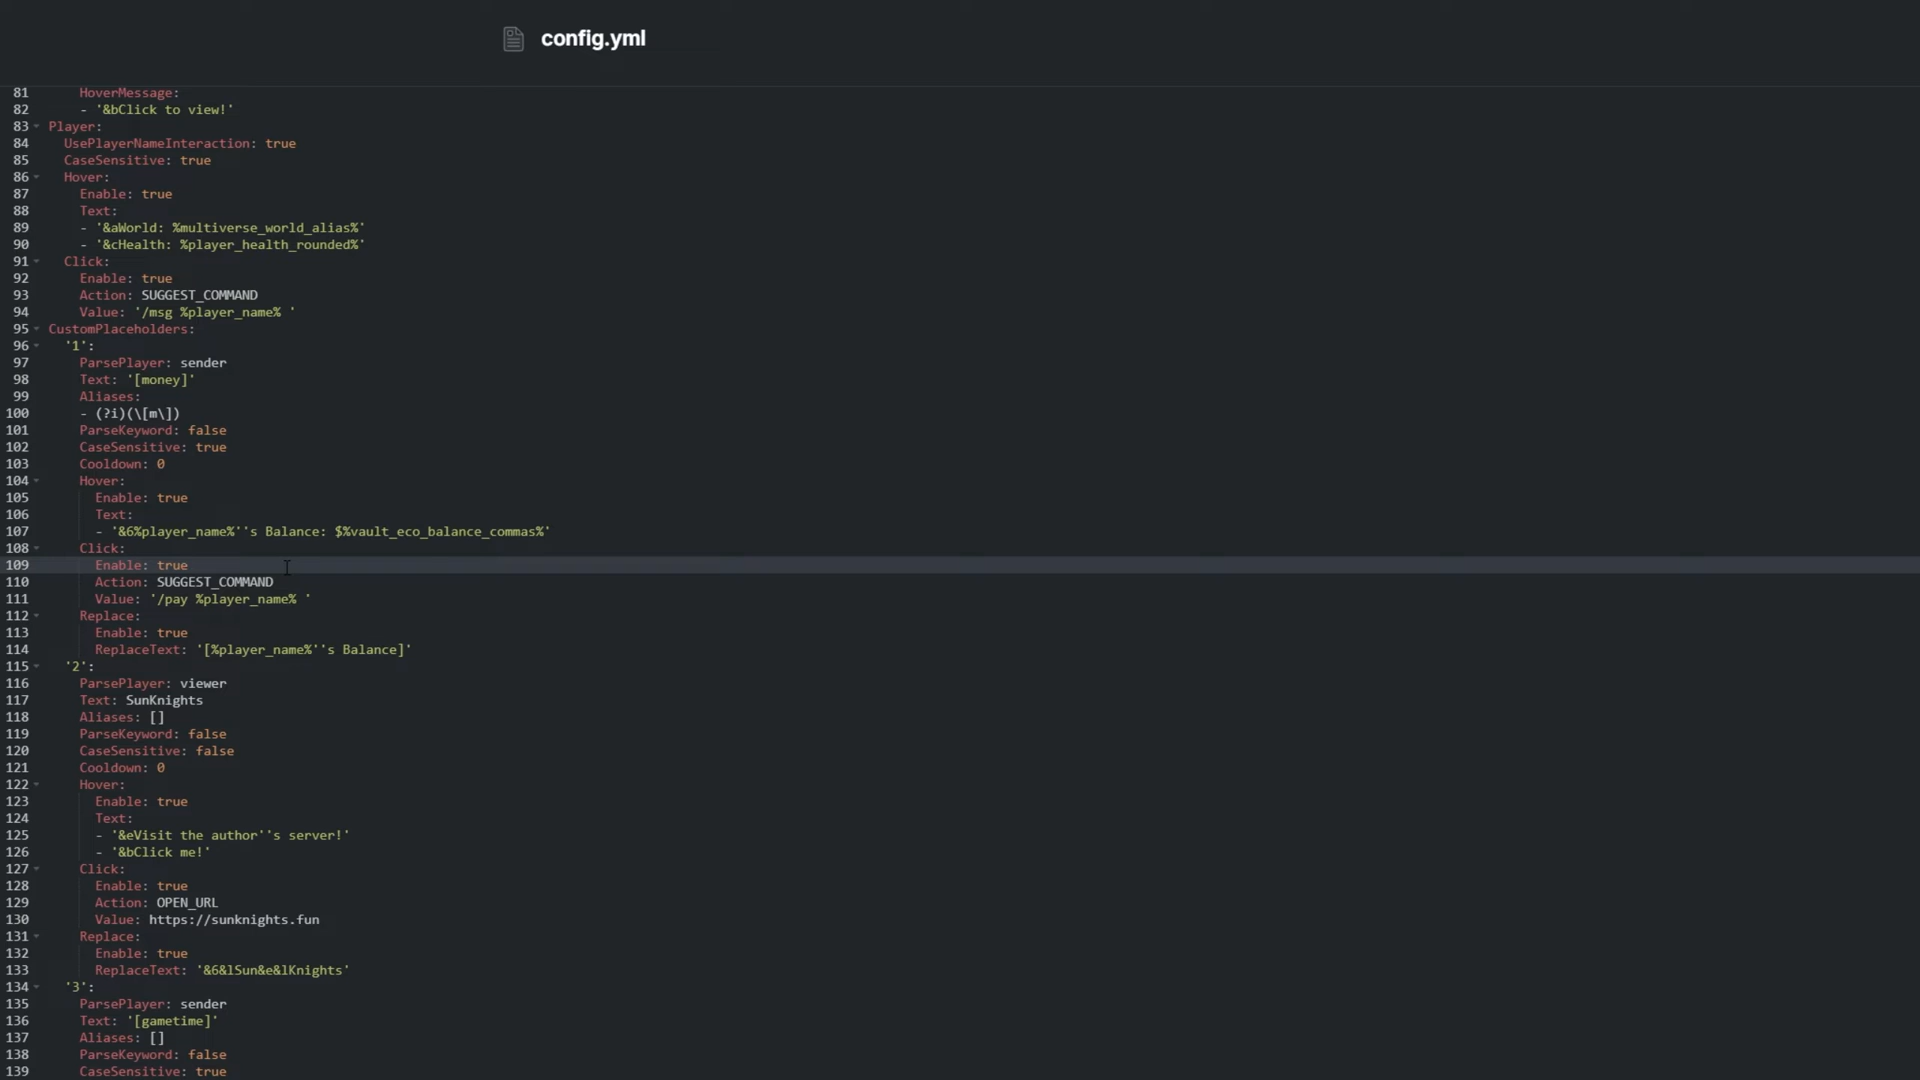 config.yml
81 HoverMessage:
82 - '&bClick to view!'
83 Player:
84 UsePlayerNameInteraction: true
85 CaseSensitive: true
86 Hover:
87 Enable: true
88 Text:
89 - '&aWorld: %multiverse_world_alias%'
90 - '&cHealth: %player_health_rounded%'
91 Click:
92 Enable: true
93 Action: SUGGEST_COMMAND
94 Value: '/msg %player_name% '
95 CustomPlaceholders:
96 '1':
97 ParsePlayer: sender
98 Text: '[money]'
99 Aliases:
100 - (?i)(\[m\])
101 ParseKeyword: false
102 CaseSensitive: true
103 Cooldown: 0
104 Hover:
105 Enable: true
106 Text:
107 - '&6%player_name%''s Balance: $%vault_eco_balance_commas%'
108 Click:
109 Enable: true
110 Action: SUGGEST_COMMAND
111 Value: '/pay %player_name% '
112 Replace:
113 Enable: true
114 ReplaceText: '[%player_name%''s Balance]'
115 '2':
116 ParsePlayer: viewer
117 Text: SunKnights
118 Aliases: []
119 ParseKeyword: false
120 CaseSensitive: false
121 Cooldown: 0
122 Hover:
123 Enable: true
124 Text:
125 - '&eVisit the author''s server!'
126 - '&bClick me!'
127 Click:
128 Enable: true
129 Action: OPEN_URL
130 Value: https://sunknights.fun
131 Replace:
132 Enable: true
133 ReplaceText: '&6&lSun&e&lKnights'
134 '3':
135 ParsePlayer: sender
136 Text: '[gametime]'
137 Aliases: []
138 ParseKeyword: false
139 CaseSensitive: true